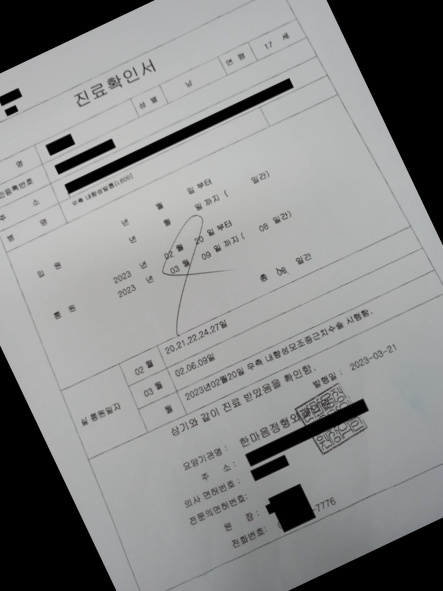 진료확인서
명
성 별 남 연 령 17 세
민등록번호
주 소
병 명 우측 내향성발톱(L600)
입 원 년 월 일 부터
년 월 일 까지 ( 일간)
통 원 2023 년 02 월 20 일 부터
2023 년 03 월 09 일 까지 ( 08 일간)
총 08 일간
실 통원일자
02 월 20,21,22,24,27일
03 월 02,06,09일
월 2023년02월20일 우측 내향성모조증근치수술 시행함.
상기와 같이 진료 받았음을 확인함.
발행일 : 2023-03-21
요양기관명 : 한마음정형외과
주 소 :
의사 면허번호 :
전문의면허번호:
원 장 :
전화번호: -7776